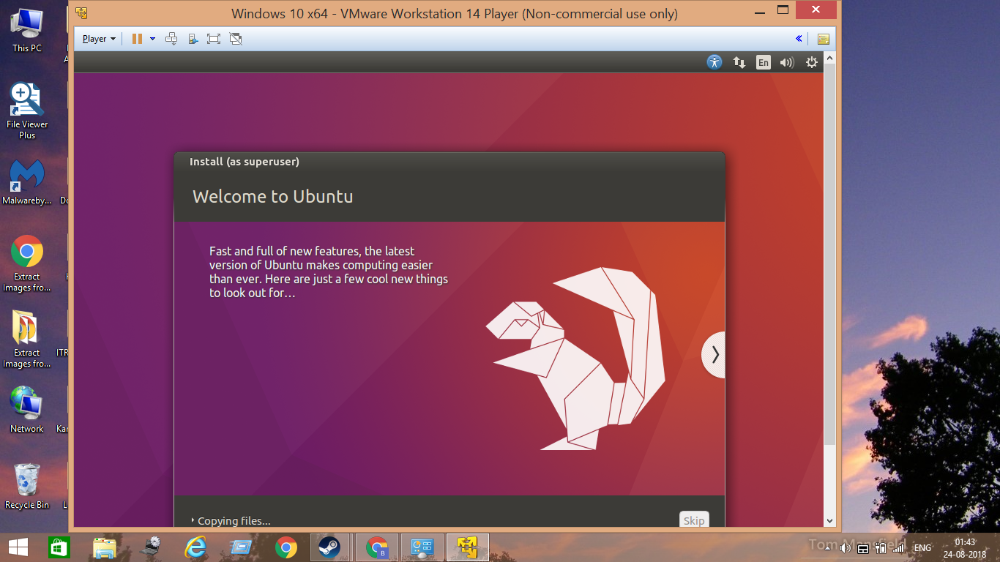 Windows 10 x64 - VMware Workstation 14 Player (Non-commercial use only)
Player
En
This PC
File Viewer
Plus
Malwareby...
Do
Extract
Images fro...
Extract
Images fro...
ITR
Network
Kar
Recycle Bin
Install (as superuser)
Welcome to Ubuntu
Fast and full of new features, the latest
version of Ubuntu makes computing easier
than ever. Here are just a few cool new things
to look out for...
Copying files...
Skip
B
Tom Mansfield
ENG
01:43
24-08-2018